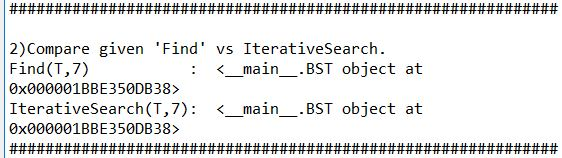 ############################################################
2)Compare given 'Find' vs IterativeSearch.
Find(T,7)           :  <__main__.BST object at
0x000001BBE350DB38>
IterativeSearch(T,7):  <__main__.BST object at
0x000001BBE350DB38>
############################################################